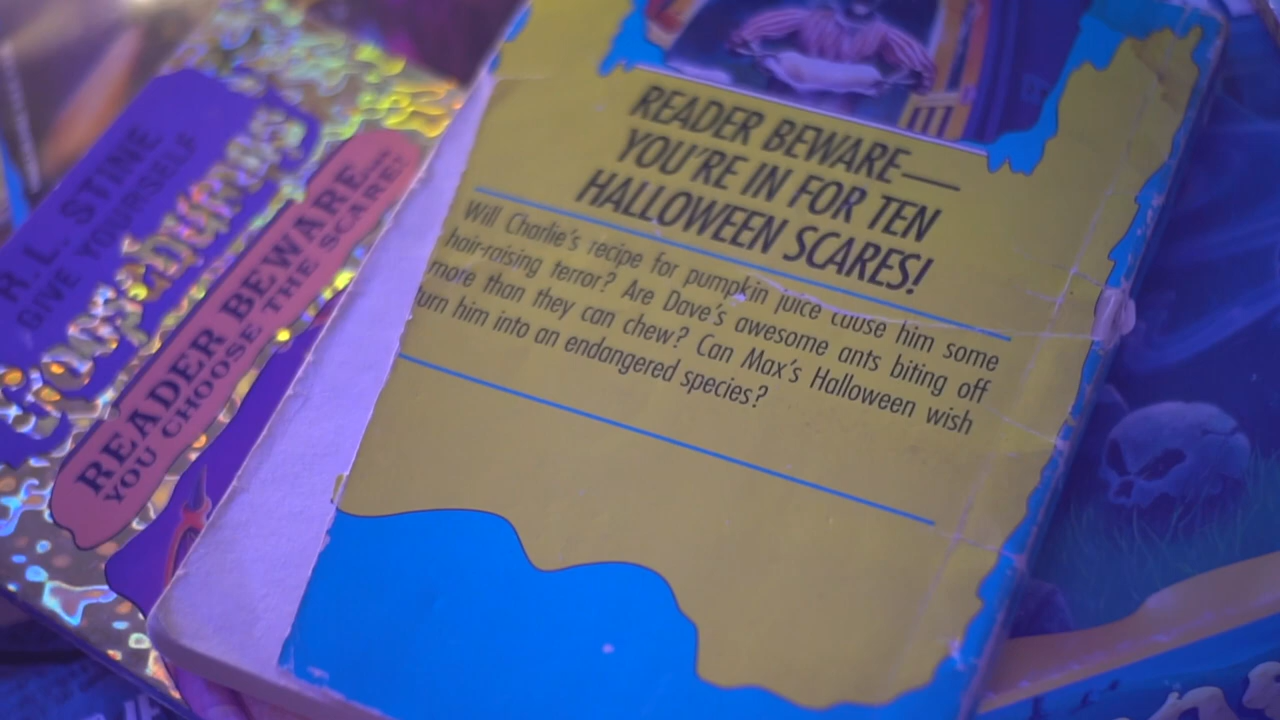 R.L. STINE
GIVE YOURSELF
Goosebumps
READER BEWARE...
YOU CHOOSE THE SCARE!
READER BEWARE—
YOU'RE IN FOR TEN
HALLOWEEN SCARES!
Will Charlie's recipe for pumpkin juice cause him some
hair-raising terror? Are Dave's awesome ants biting off
more than they can chew? Can Max's Halloween wish
urn him into an endangered species?